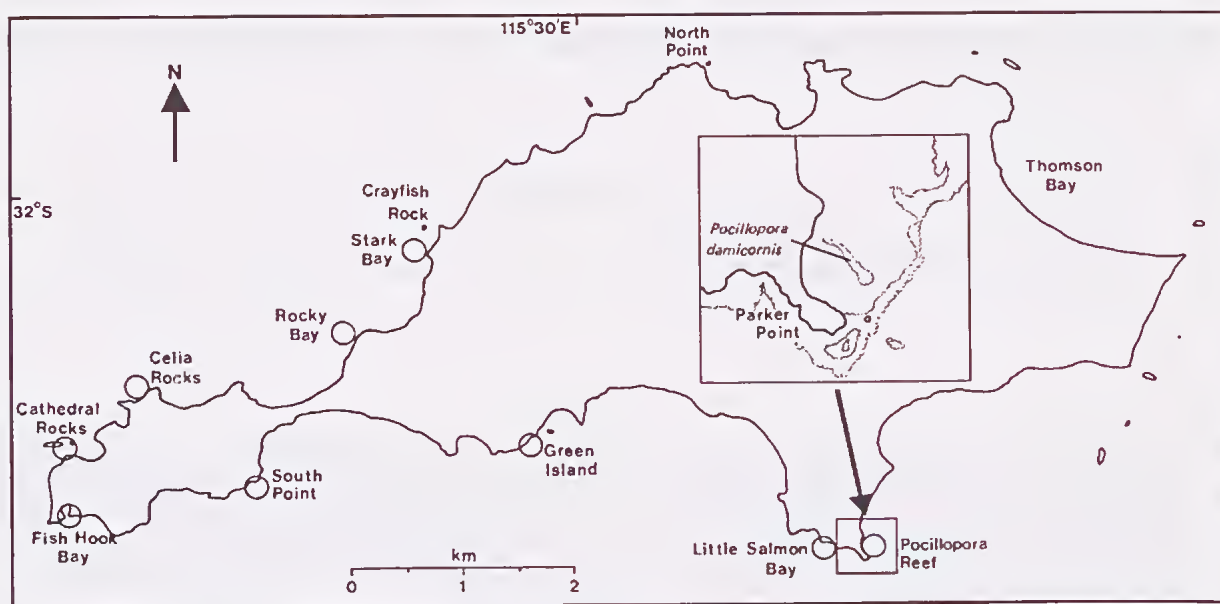 115°30'E
North
Point
N
Thomson
Bay
32°S
Crayfish
Rock
Stark
Bay
Pocillopora
damicornis
Rocky
Bay
Parker
Point
Celia
Rocks
Cathedral
Rocks
Green
Island
South
Point
Fish Hook
Bay
km
0 1 2
Little Salmon
Bay
Pocillopora
Reef